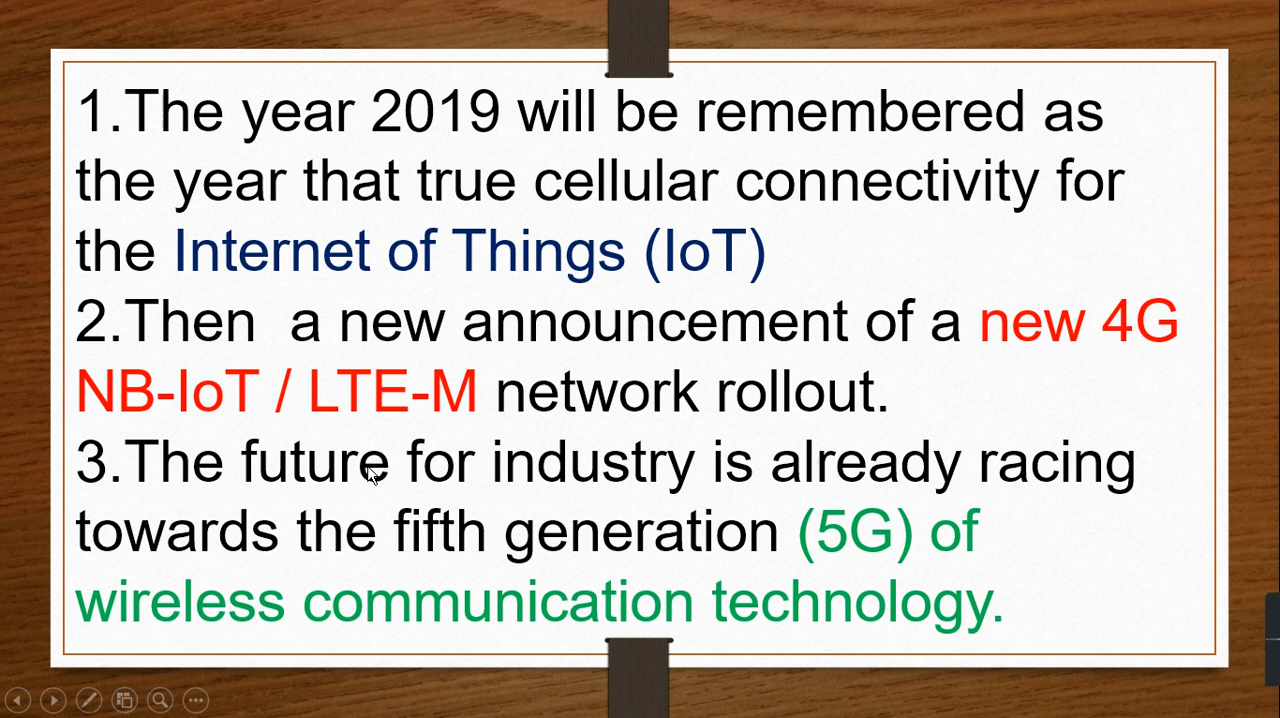 1.The year 2019 will be remembered as
the year that true cellular connectivity for
the Internet of Things (IoT)
2.Then  a new announcement of a new 4G
NB-IoT / LTE-M network rollout.
3.The future for industry is already racing
towards the fifth generation (5G) of
wireless communication technology.